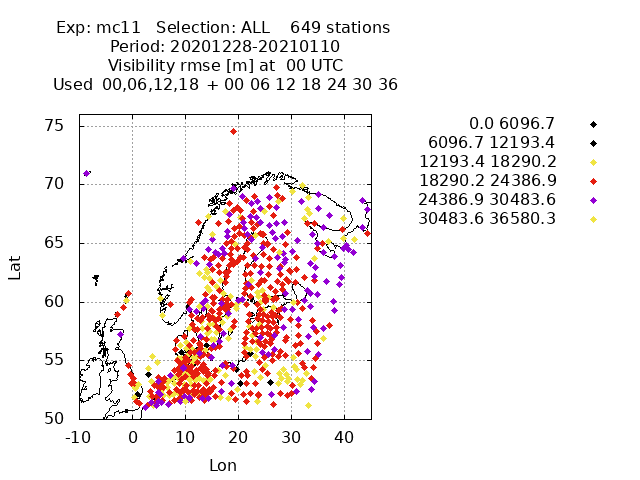 Exp: mc11 Selection: ALL 649 stations
Period: 20201228-20210110
Visibility rmse [m] at 00 UTC
Used 00,06,12,18 + 00 06 12 18 24 30 36
0.0 6096.7
6096.7 12193.4
12193.4 18290.2
18290.2 24386.9
24386.9 30483.6
30483.6 36580.3
75
70
65
60
55
50
Lat
-10 0 10 20 30 40
Lon